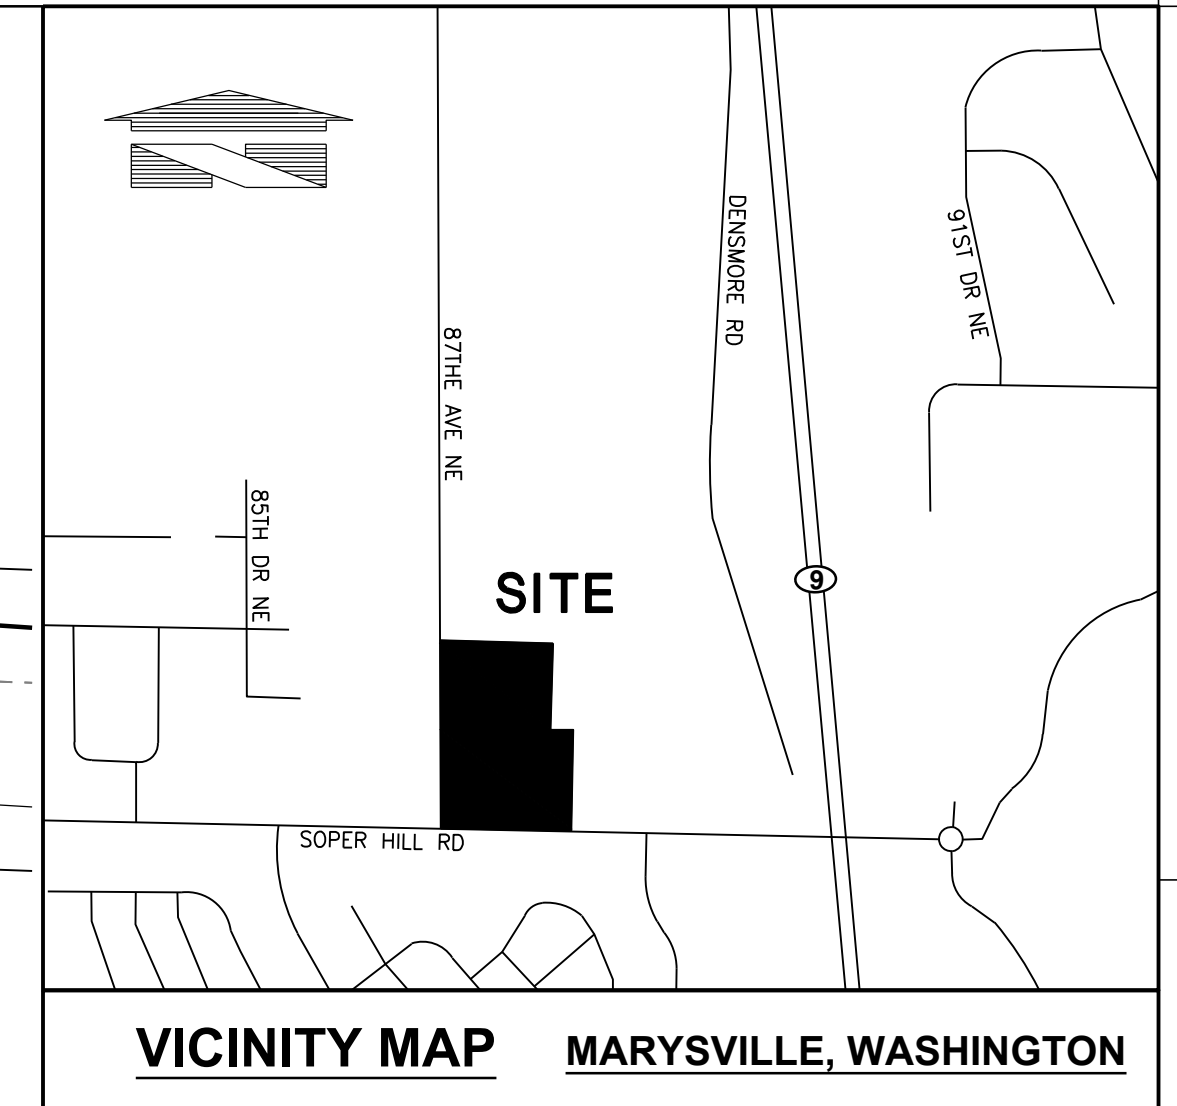 DENSMORE RD
91ST DR NE
87THE AVE NE
85TH DR NE
SITE
9
SOPER HILL RD
VICINITY MAP
MARYSVILLE, WASHINGTON